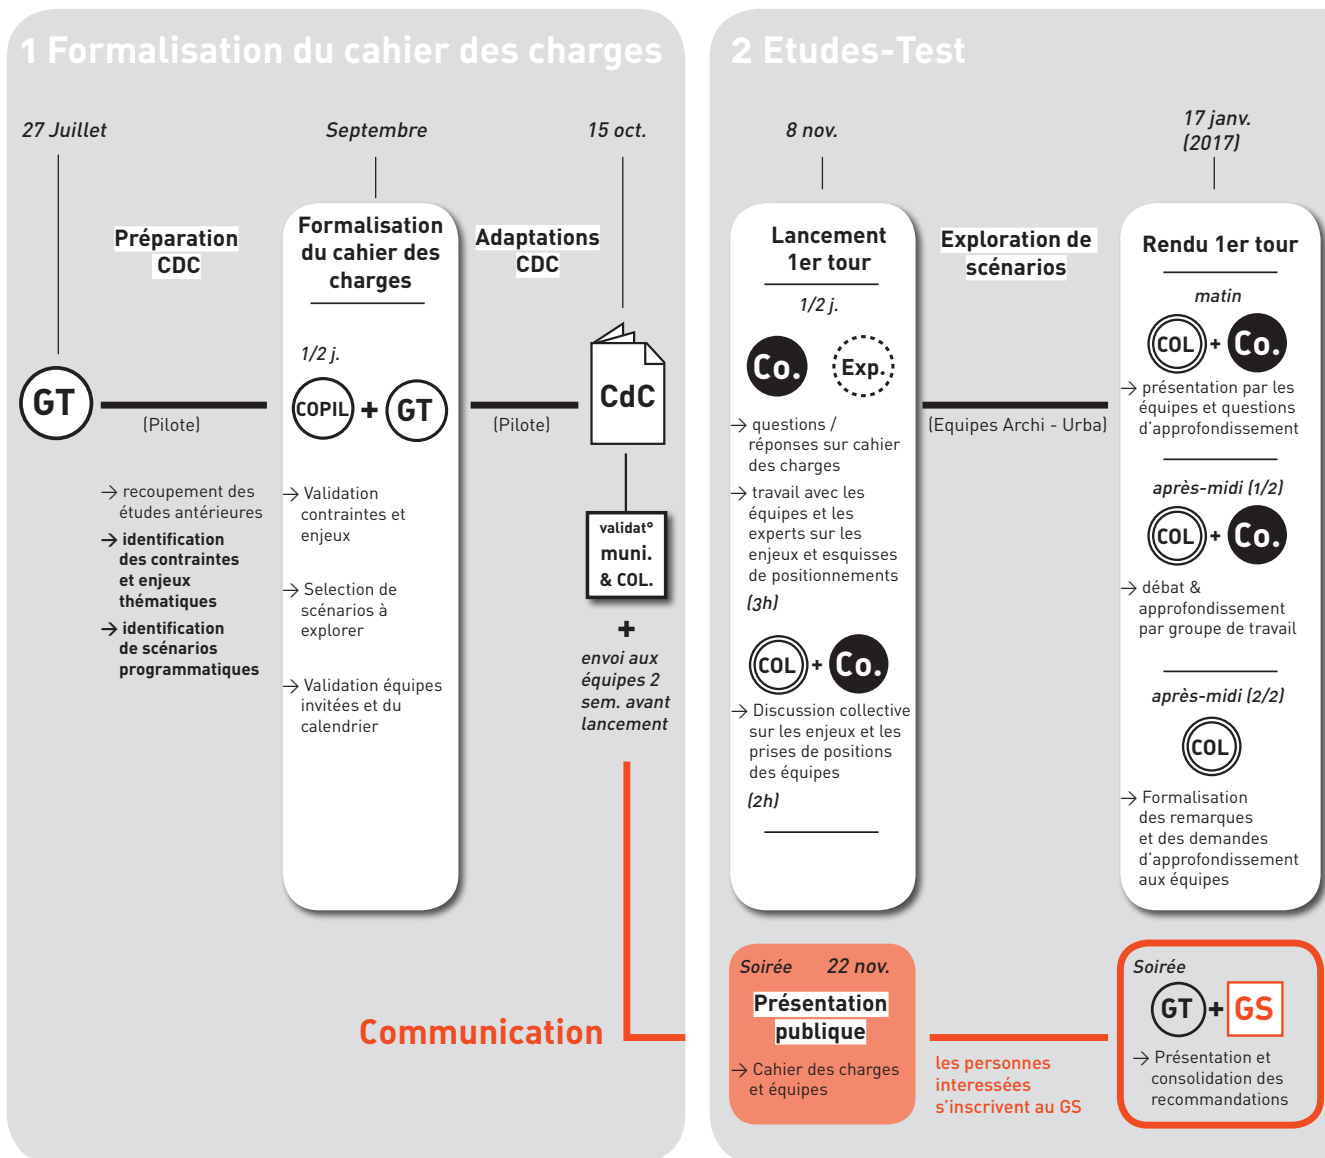 1 Formalisation du cahier des charges
27 Juillet
Septembre
15 oct.
Préparation
CDC
Formalisation
du cahier des
charges
Adaptations
CDC
1/2 j.
GT
(Pilote)
COPIL + GT
(Pilote)
CdC
→ recoupement des
études antérieures
→ identification
des contraintes
et enjeux
thématiques
→ identification
de scénarios
programmatiques
→ Validation
contraintes et
enjeux
→ Selection de
scénarios à
explorer
→ Validation équipes
invitées et du
calendrier
validat°
muni.
& COL.
+
envoi aux
équipes 2
sem. avant
lancement
Communication
2 Etudes-Test
8 nov.
17 janv.
(2017)
Lancement
1er tour
1/2 j.
Co. Exp.
→ questions /
réponses sur cahier
des charges
→ travail avec les
équipes et les
experts sur les
enjeux et esquisses
de positionnements
(3h)
COL + Co.
→ Discussion collective
sur les enjeux et les
prises de positions
des équipes
(2h)
Exploration de
scénarios
(Equipes Archi - Urba)
Rendu 1er tour
matin
COL + Co.
→ présentation par les
équipes et questions
d'approfondissement
après-midi (1/2)
COL + Co.
→ débat &
approfondissement
par groupe de travail
après-midi (2/2)
COL
→ Formalisation
des remarques
et des demandes
d'approfondissement
aux équipes
Soirée 22 nov.
Présentation
publique
→ Cahier des charges
et équipes
les personnes
interessées
s'inscrivent au GS
Soirée
GT + GS
→ Présentation et
consolidation des
recommandations